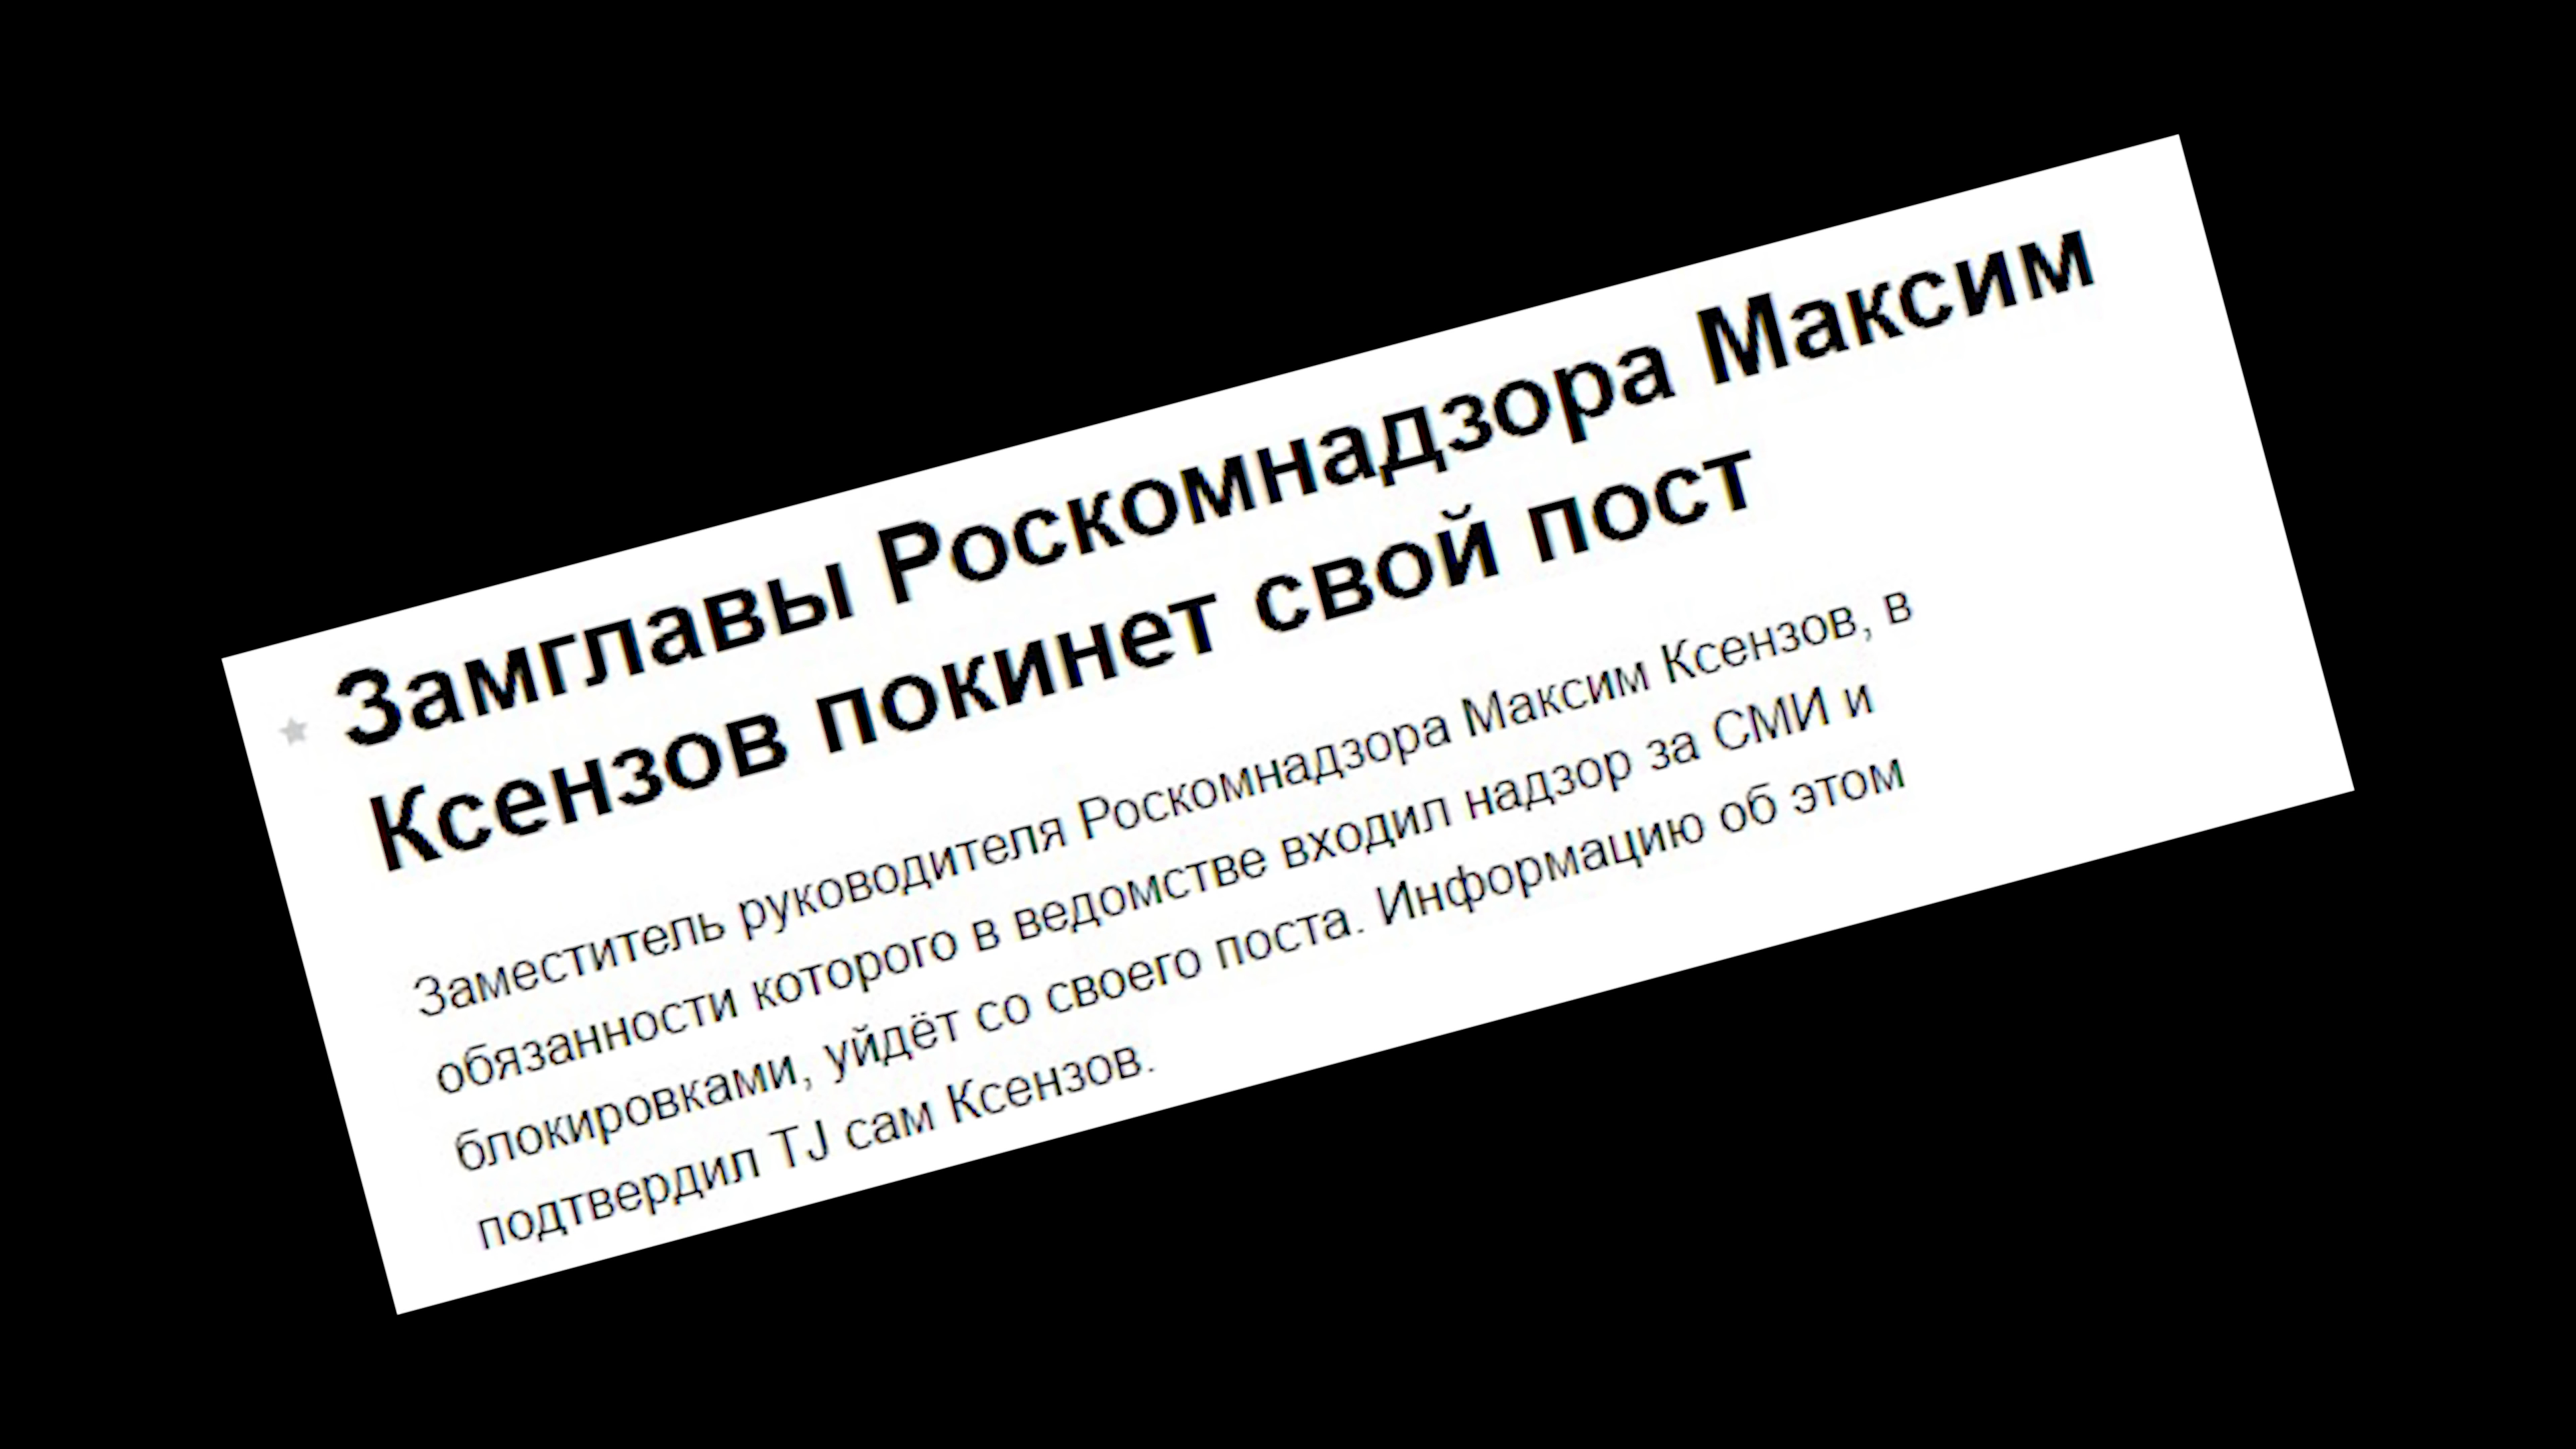 Замглавы Роскомнадзора Максим
Ксензов покинет свой пост
Заместитель руководителя Роскомнадзора Максим Ксензов, в
обязанности которого в ведомстве входил надзор за СМИ и
блокировками, уйдёт со своего поста. Информацию об этом
подтвердил TJ сам Ксензов.